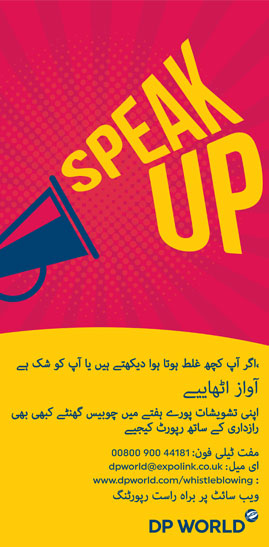 SPEAK
UP
اگر آپ کچھ غلط ہوتا ہوا دیکھتے ہیں یا آپ کو شک ہے،
آواز اٹھاییے
اپنی تشویشات پورے ہفتے میں چوبیس گھنٹے کبھی بھی
رازداری کے ساتھ رپورٹ کیجیے
مفت ٹیلی فون: 00800 900 44181
ای میل: dpworld@expolink.co.uk
www.dpworld.com/whistleblowing :
ویب سائٹ پر براہ راست رپورٹنگ
DP WORLD